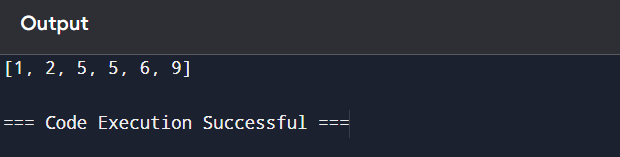 Output
[1, 2, 5, 5, 6, 9]
=== Code Execution Successful ===